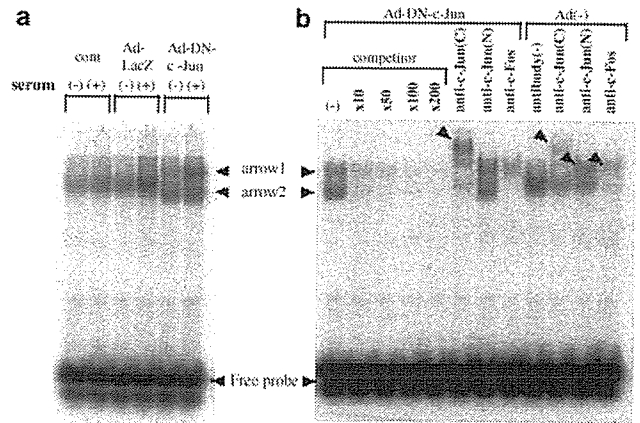 a
cont
Ad-LacZ
Ad-DN-c-Jun
serum (-) (+) (-) (+) (-) (+)
arrow1
arrow2
Free probe
b
Ad-DN-c-Jun
Ad(-)
competitor
(-)
x10
x50
x100
x200
anti-c-Jun(C)
anti-c-Jun(N)
anti-c-Fos
antibody(-)
anti-c-Jun(C)
anti-c-Jun(N)
anti-c-Fos